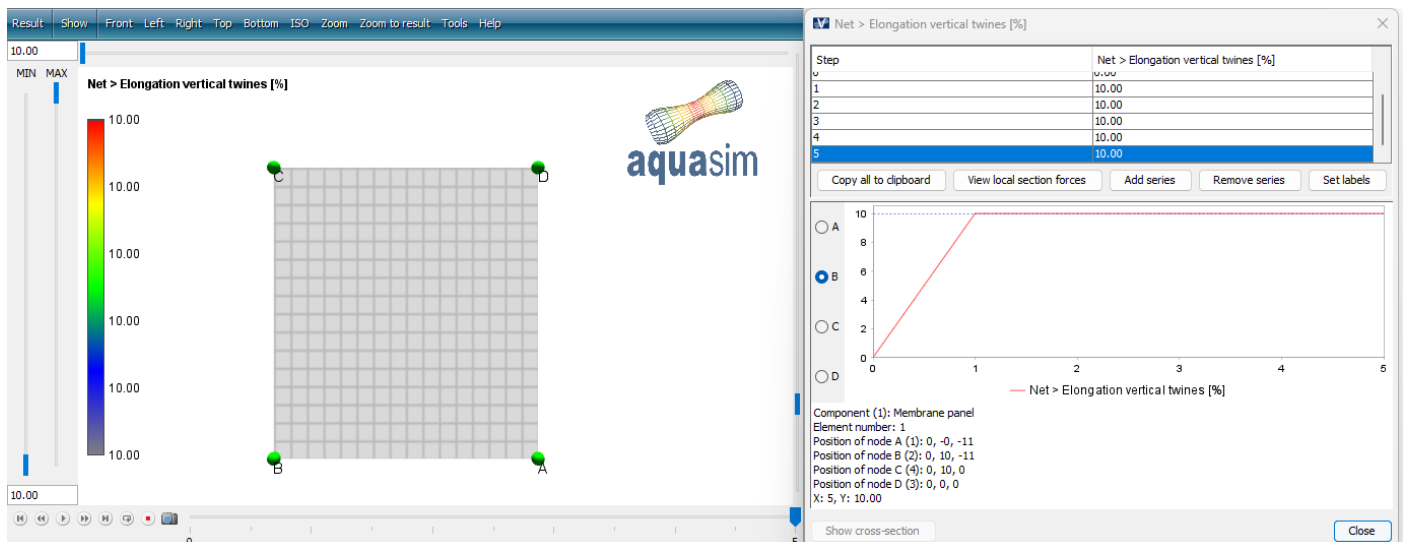 Result Show Front Left Right Top Bottom ISO Zoom Zoom to result Tools Help
10.00
MIN MAX
Net > Elongation vertical twines [%]
10.00
10.00
10.00
10.00
10.00
10.00
aquasim
C
D
B
A
10.00
0
5
Net > Elongation vertical twines [%]
Step Net > Elongation vertical twines [%]
0 0.00
1 10.00
2 10.00
3 10.00
4 10.00
5 10.00
Copy all to clipboard View local section forces Add series Remove series Set labels
A
B
C
D
10
8
6
4
2
0
0 1 2 3 4 5
Net > Elongation vertical twines [%]
Component (1): Membrane panel
Element number: 1
Position of node A (1): 0, -0, -11
Position of node B (2): 0, 10, -11
Position of node C (4): 0, 10, 0
Position of node D (3): 0, 0, 0
X: 5, Y: 10.00
Show cross-section Close